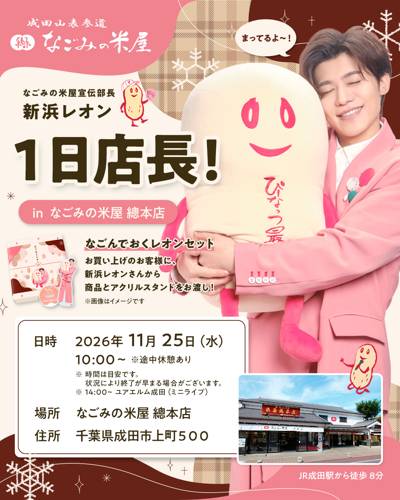 成田山表参道
なごみの米屋
まってるよ~!
なごみの米屋宣伝部長
新浜レオン
1日店長!
in なごみの米屋 總本店
ぴーなっつ最中
なごんでおくレオンセット
お買い上げのお客様に、
新浜レオンさんから
商品とアクリルスタンドをお渡し!
※画像はイメージです
日時 2026年 11月 25日(水)
10:00~ ※途中休憩あり
※ 時間は目安です。
状況により終了が早まる場合がございます。
※ 14:00~ ユアエルム成田(ミニライブ)
場所 なごみの米屋 總本店
住所 千葉県成田市上町500
JR成田駅から徒歩 8分